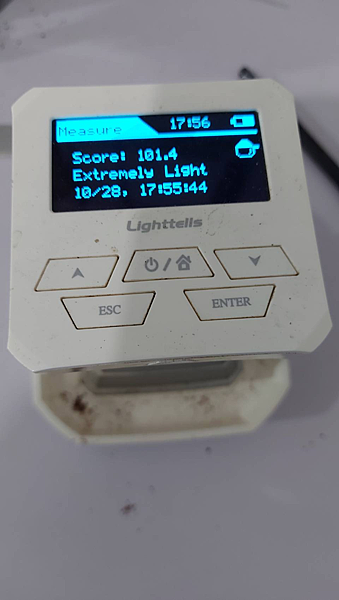 Measure 17:56
Score: 101.4
Extremely Light
10/28, 17:55:44
Lighttells
ESC
ENTER